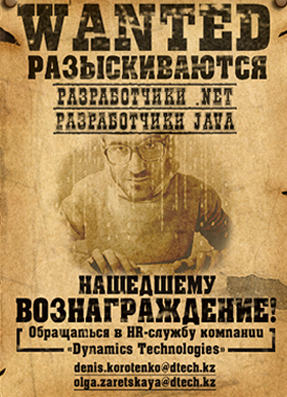 WANTED
РАЗЫСКИВАЮТСЯ
РАЗРАБОТЧИКИ .NET
РАЗРАБОТЧИКИ JAVA
НАШЕДШЕМУ
ВОЗНАГРАЖДЕНИЕ!
Обращаться в HR-службу компании
«Dynamics Technologies»
denis.korotenko@dtech.kz
olga.zaretskaya@dtech.kz